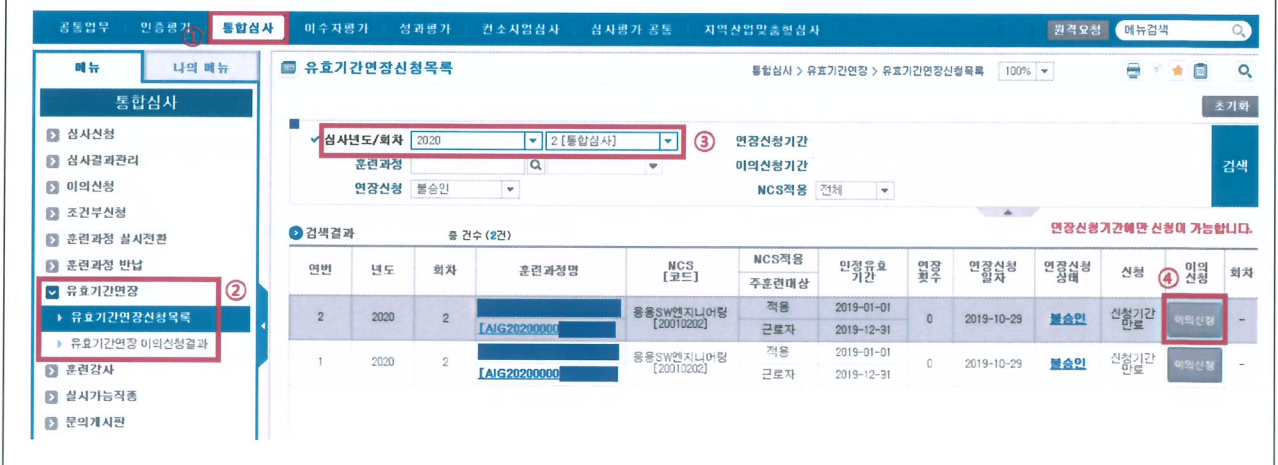 공통업무 인증평가 ① 통합심사 이수자평가 성과평가 컨소시엄심사 심사평가 공통 지역산업맞춤형심사 원격요청 메뉴검색
메뉴 나의 메뉴
통합심사
심사신청
심사결과관리
이의신청
조건부신청
훈련과정 실시전환
훈련과정 반납
유효기간연장 ②
유효기간연장신청목록
유효기간연장 이의신청결과
훈련감사
실시가능직종
문의게시판
유효기간연장신청목록 통합심사 > 유효기간연장 > 유효기간연장신청목록 100%
초기화
심사년도/회차 2020 2 [통합심사] ③ 연장신청기간
훈련과정 이의신청기간
연장신청 불승인 NCS적용 전체
검색
연장신청기간에만 신청이 가능합니다.
검색결과 총 건수 (2건)
연번 년도 회차 훈련과정명 NCS [코드] NCS적용 주훈련대상 인정유효기간 연장횟수 연장신청일자 연장신청상태 신청 ④ 이의신청 회차
2 2020 2 [AIG20200000 응용SW엔지니어링 [20010202] 적용 근로자 2019-01-01 2019-12-31 0 2019-10-29 불승인 신청기간만료 이의신청 -
1 2020 2 [AIG20200000 응용SW엔지니어링 [20010202] 적용 근로자 2019-01-01 2019-12-31 0 2019-10-29 불승인 신청기간만료 이의신청 -